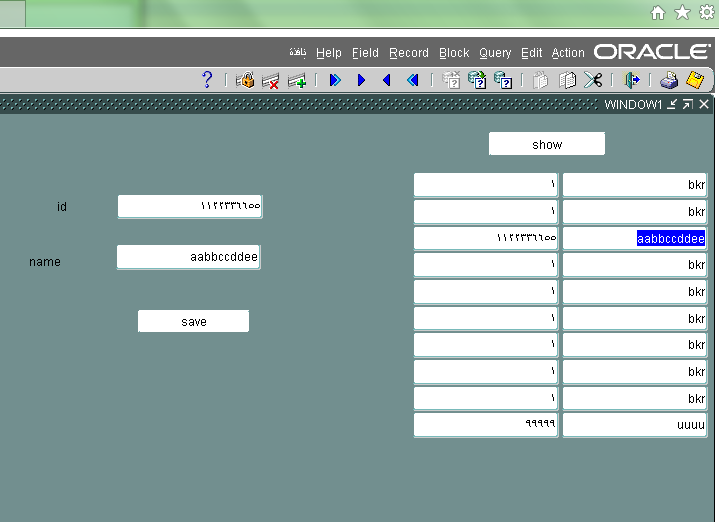 نافذة Help Field Record Block Query Edit Action ORACLE
WINDOW1
show
id ١١٢٢٣٣٦٦٥٥
name aabbccddee
save
١ bkr
١ bkr
١١٢٢٣٣٦٦٥٥ aabbccddee
١ bkr
١ bkr
١ bkr
١ bkr
١ bkr
١ bkr
٩٩٩٩٩ uuuu